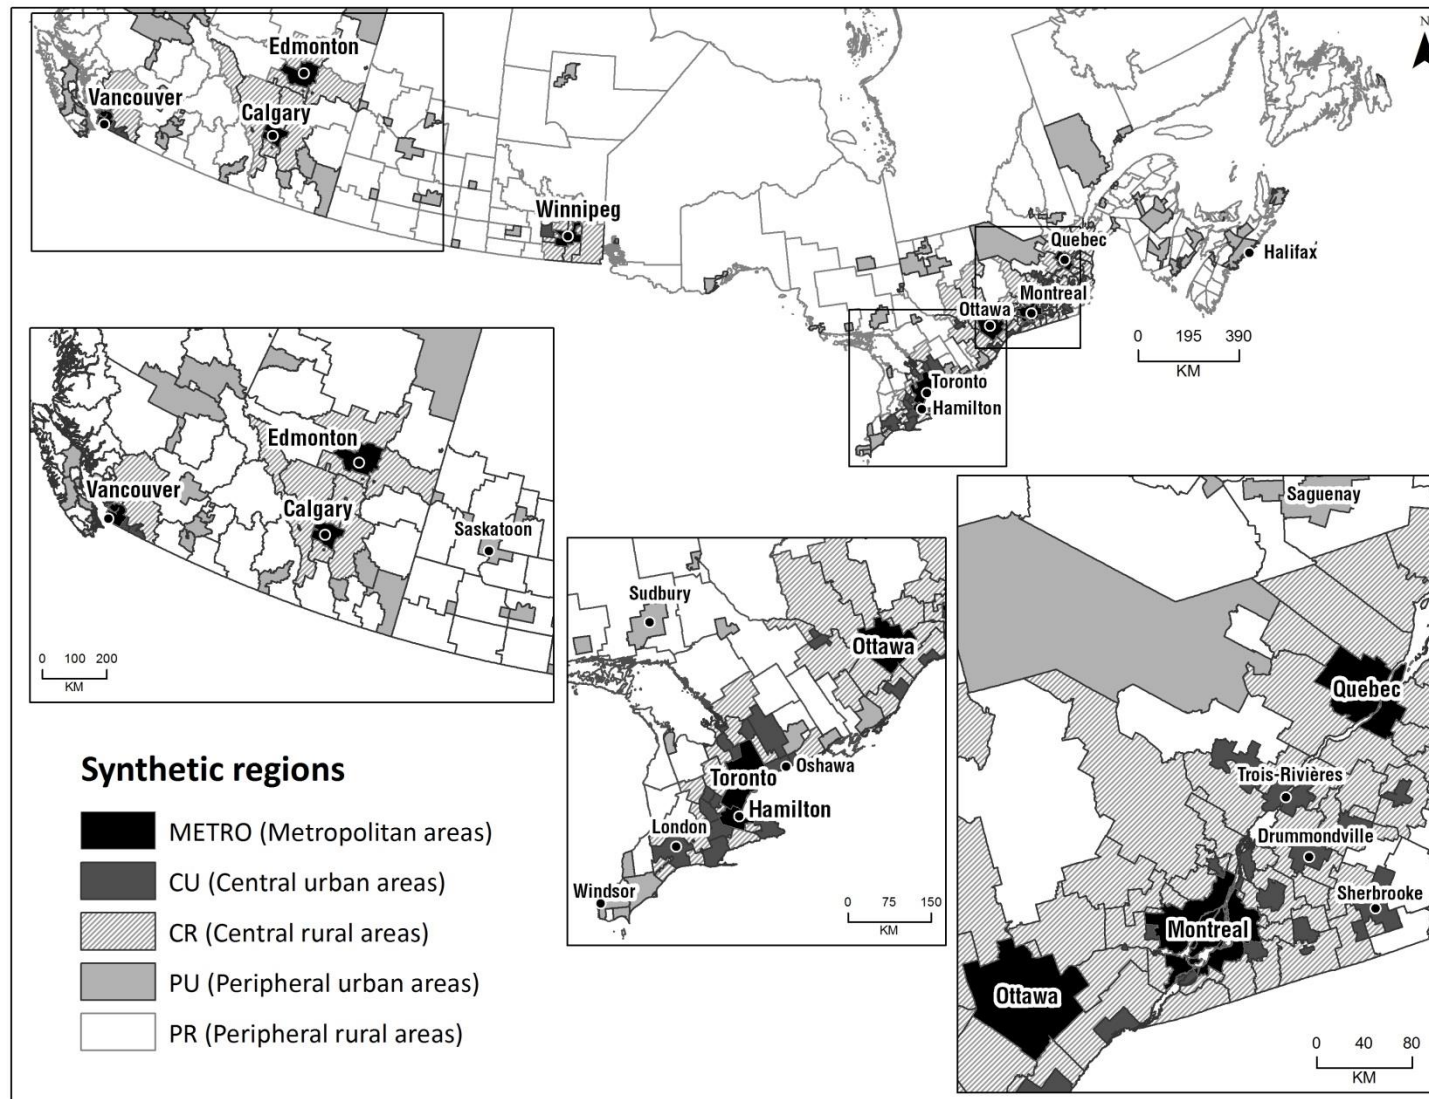 N
Edmonton
Vancouver
Calgary
Winnipeg
Quebec
Halifax
Montreal
Ottawa
0 195 390
KM
Toronto
Hamilton
Edmonton
Vancouver
Calgary
Saskatoon
0 100 200
KM
Sudbury
Ottawa
Toronto
Oshawa
Hamilton
London
Windsor
0 75 150
KM
Saguenay
Quebec
Trois-Rivières
Drummondville
Sherbrooke
Montreal
Ottawa
0 40 80
KM
Synthetic regions
METRO (Metropolitan areas)
CU (Central urban areas)
CR (Central rural areas)
PU (Peripheral urban areas)
PR (Peripheral rural areas)